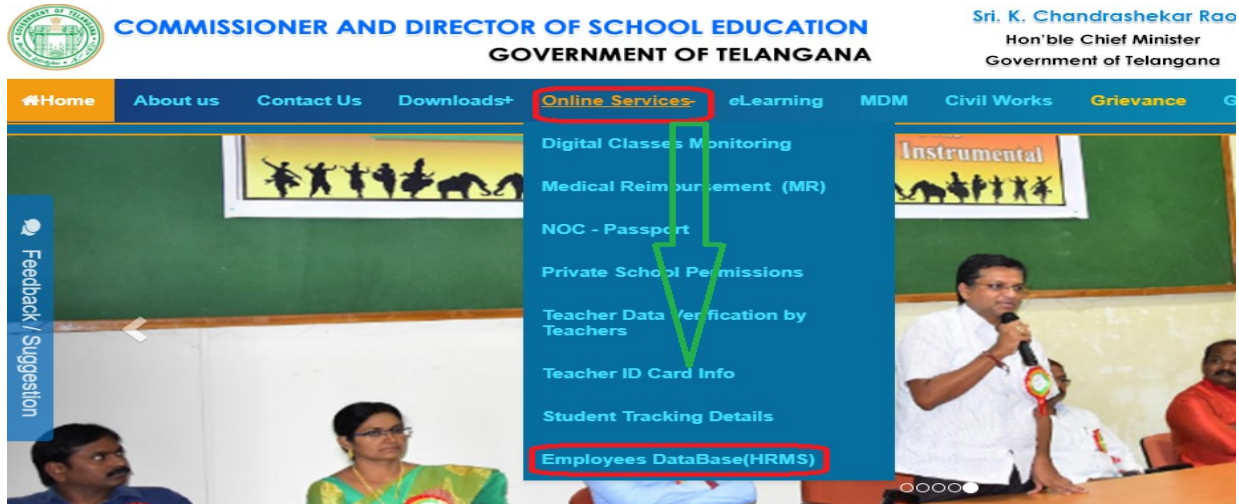 COMMISSIONER AND DIRECTOR OF SCHOOL EDUCATION
GOVERNMENT OF TELANGANA
Sri. K. Chandrashekar Rao
Hon'ble Chief Minister
Government of Telangana
Home About us Contact Us Downloads+ Online Services- eLearning MDM Civil Works Grievance G
Digital Classes Monitoring
Medical Reimbursement (MR)
NOC - Passport
Private School Permissions
Teacher Data Verification by
Teachers
Teacher ID Card Info
Student Tracking Details
Employees DataBase(HRMS)
Instrumental
Feedback / Suggestion